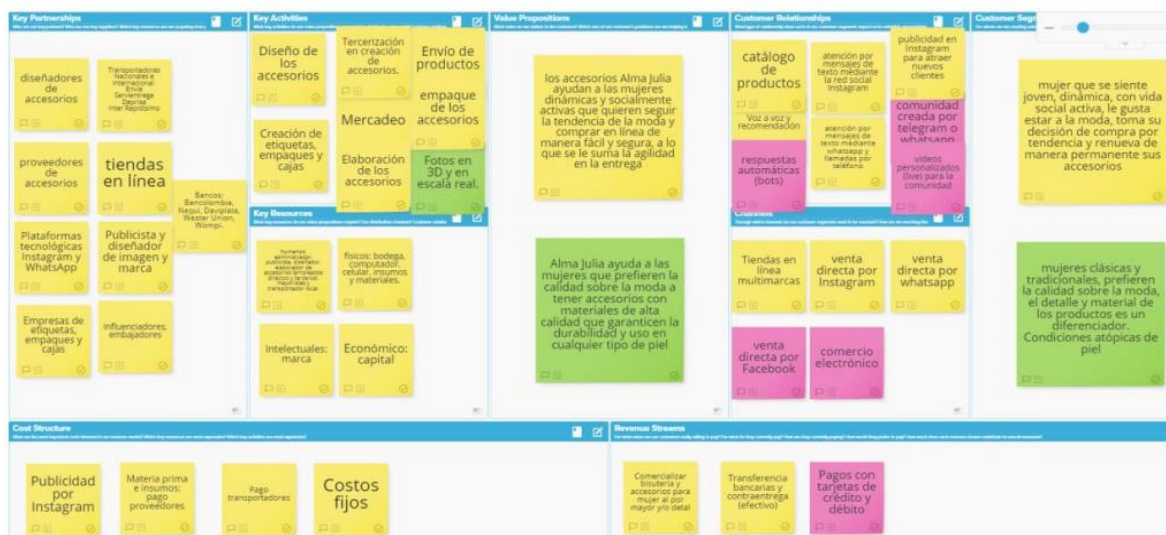 Key Partnerships
diseñadores
de
accesorios
Transportadoras
Nacionales e
Internacional:
Envia
Servientrega
Deprisa
Inter Rapidisimo
proveedores
de
accesorios
tiendas
en línea
Bancolombia,
Nequi, Daviplata,
Wester Union,
Wompi.
Plataformas
tecnológicas
Instagram y
WhatsApp
Publicista y
diseñador
de imagen y
marca
Empresas de
etiquetas,
empaques y
cajas
Influenciadores,
embajadores
Key Activities
Diseño de
los
accesorios
Tercerización
en creación
de
accesorios.
Envío de
productos
empaque
de los
accesorios
Creación de
etiquetas,
empaques y
cajas
Mercadeo
Elaboración
de los
accesorios
Fotos en
3D y en
escala real.
Key Resources
humanos
administrador,
publicista, diseñador,
elaborador de
físicos: bodega,
computador,
celular, insumos
y materiales.
Intelectuales:
marca
Económico:
capital
Value Propositions
los accesorios Alma Julia
ayudan a las mujeres
dinámicas y socialmente
activas que quieren seguir
la tendencia de la moda y
comprar en línea de
manera fácil y segura, a lo
que se le suma la agilidad
en la entrega
Alma Julia ayuda a las
mujeres que prefieren la
calidad sobre la moda a
tener accesorios con
materiales de alta
calidad que garanticen la
durabilidad y uso en
cualquier tipo de piel
Customer Relationships
catálogo
de
productos
atención por
mensajes de
texto mediante
la red social
Instagram
publicidad en
Instagram
para atraer
nuevos
clientes
Voz a voz y
recomendación
respuestas
automáticas
(bots)
atención por
mensajes de
texto mediante
whatsapp y
llamadas por
teléfono
comunidad
creada por
telegram o
whatsapp
videos
personalizados
(live) para la
comunidad
Channels
Tiendas en
línea
multimarcas
venta
directa por
Instagram
venta
directa por
whatsapp
venta
directa por
Facebook
comercio
electrónico
Customer Seg
mujer que se siente
joven, dinámica, con vida
social activa, le gusta
estar a la moda, toma su
decisión de compra por
tendencia y renueva de
manera permanente sus
accesorios
mujeres clásicas y
tradicionales, prefieren
la calidad sobre la moda,
el detalle y material de
los productos es un
diferenciador.
Condiciones atópicas de
piel
Cost Structure
Publicidad
por
Instagram
Materia prima
e insumos:
pago
proveedores
Pago
transportadores
Costos
fijos
Revenue Streams
Comercializar
bisutería y
accesorios para
mujer al por
mayor y/o detal
Transferencia
bancarias y
contraentrega
(efectivo)
Pagos con
tarjetas de
crédito y
débito